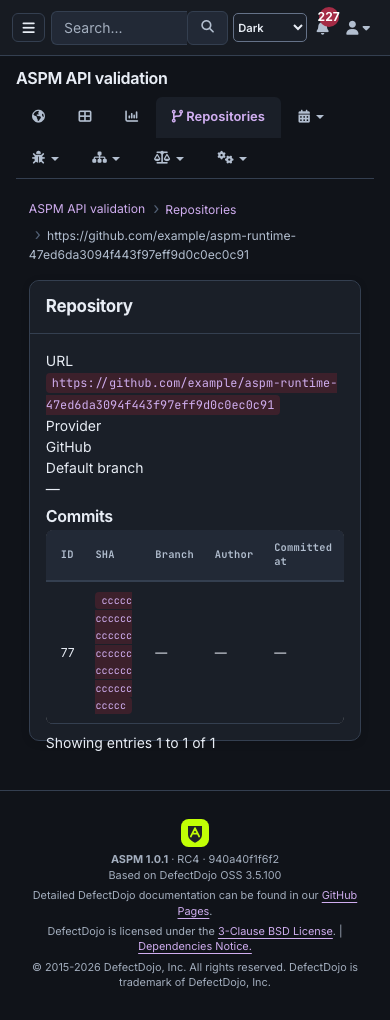 Search...
Dark
227
ASPM API validation
Repositories
ASPM API validation
Repositories
https://github.com/example/aspm-runtime-
47ed6da3094f443f97eff9d0c0ec0c91
Repository
URL
https://github.com/example/aspm-runtime-
47ed6da3094f443f97eff9d0c0ec0c91
Provider
GitHub
Default branch
—
Commits
ID SHA Branch Author Committed
at
ccccc
cccccc
cccccc
77 cccccc — — —
cccccc
cccccc
ccccc
Showing entries 1 to 1 of 1
ASPM 1.0.1 · RC4 · 940a40f1f6f2
Based on DefectDojo OSS 3.5.100
Detailed DefectDojo documentation can be found in our GitHub
Pages.
DefectDojo is licensed under the 3-Clause BSD License. |
Dependencies Notice.
© 2015-2026 DefectDojo, Inc. All rights reserved. DefectDojo is
trademark of DefectDojo, Inc.